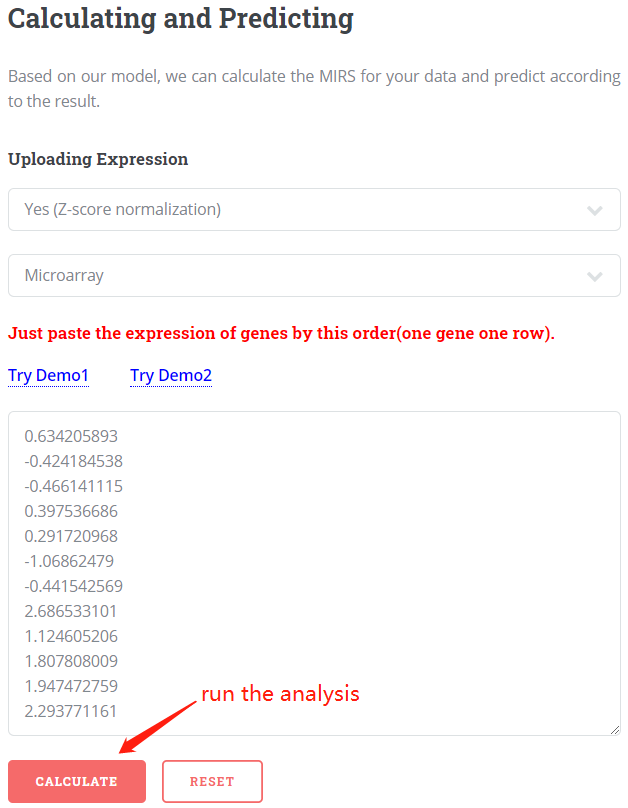 Calculating and Predicting
Based on our model, we can calculate the MIRS for your data and predict according
to the result.
Uploading Expression
Yes (Z-score normalization)
Microarray
Just paste the expression of genes by this order(one gene one row).
Try Demo1 Try Demo2
0.634205893
-0.424184538
-0.466141115
0.397536686
0.291720968
-1.06862479
-0.441542569
2.686533101
1.124605206
1.807808009
1.947472759
2.293771161
run the analysis
CALCULATE RESET